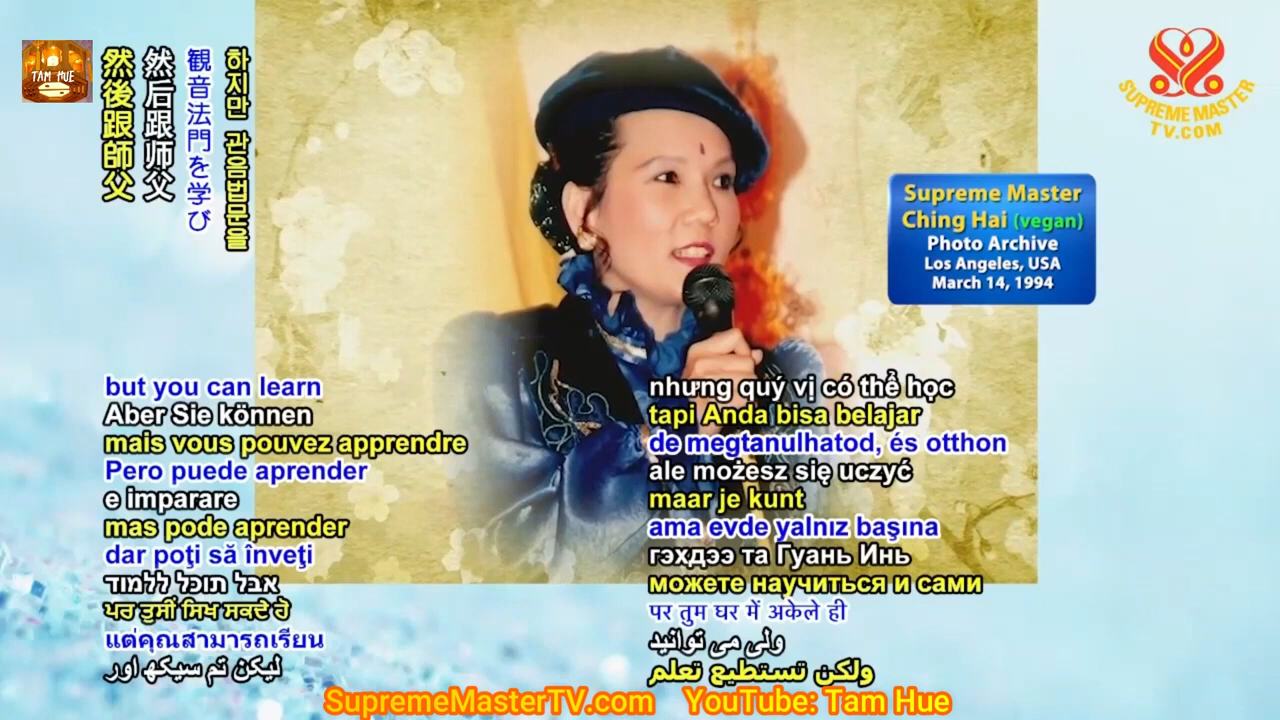 TAM HUE
然後跟師父
然后跟师父
観音法門を学び
하지만 관음법문을
SUPREME MASTER
TV.COM
Supreme Master
Ching Hai (vegan)
Photo Archive
Los Angeles, USA
March 14, 1994
but you can learn
Aber Sie können
mais vous pouvez apprendre
Pero puede aprender
e imparare
mas pode aprender
dar poţi să înveţi
אבל תוכל ללמוד
ਪਰ ਤੁਸੀਂ ਸਿਖ ਸਕਦੇ ਹੋ
แต่คุณสามารถเรียน
لیکن تم سیکھ اور
nhưng quý vị có thể học
tapi Anda bisa belajar
de megtanulhatod, és otthon
ale możesz się uczyć
maar je kunt
ama evde yalnız başına
гэхдээ та Гуань Инь
можете научиться и сами
पर तुम घर में अकेले ही
ولی می توانید
ولكن تستطيع تعلم
SupremeMasterTV.com YouTube: Tam Hue